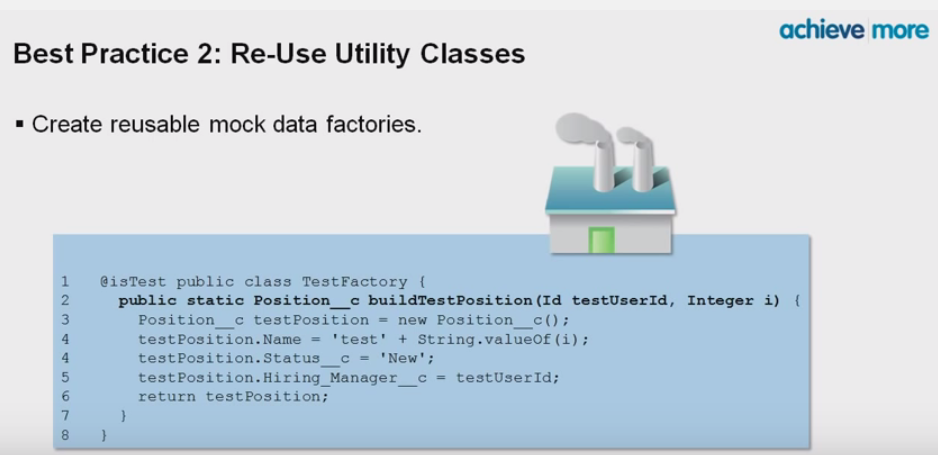 achieve more
Best Practice 2: Re-Use Utility Classes
▪ Create reusable mock data factories.
1 @isTest public class TestFactory {
2 public static Position__c buildTestPosition(Id testUserId, Integer i) {
3 Position__c testPosition = new Position__c();
4 testPosition.Name = 'test' + String.valueOf(i);
4 testPosition.Status__c = 'New';
5 testPosition.Hiring_Manager__c = testUserId;
6 return testPosition;
7 }
8 }